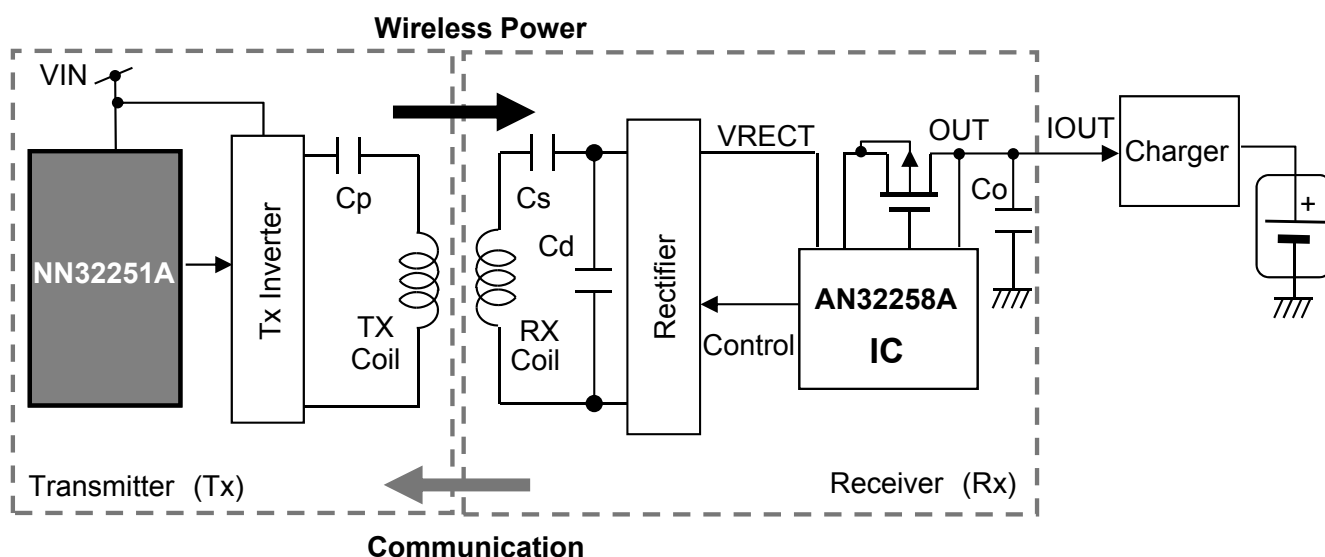 Wireless Power
VIN
NN32251A
Tx Inverter
Cp
TX
Coil
Transmitter (Tx)
Cs
Cd
RX
Coil
Rectifier
VRECT
Control
AN32258A
IC
OUT
Co
IOUT
Charger
+
Receiver (Rx)
Communication